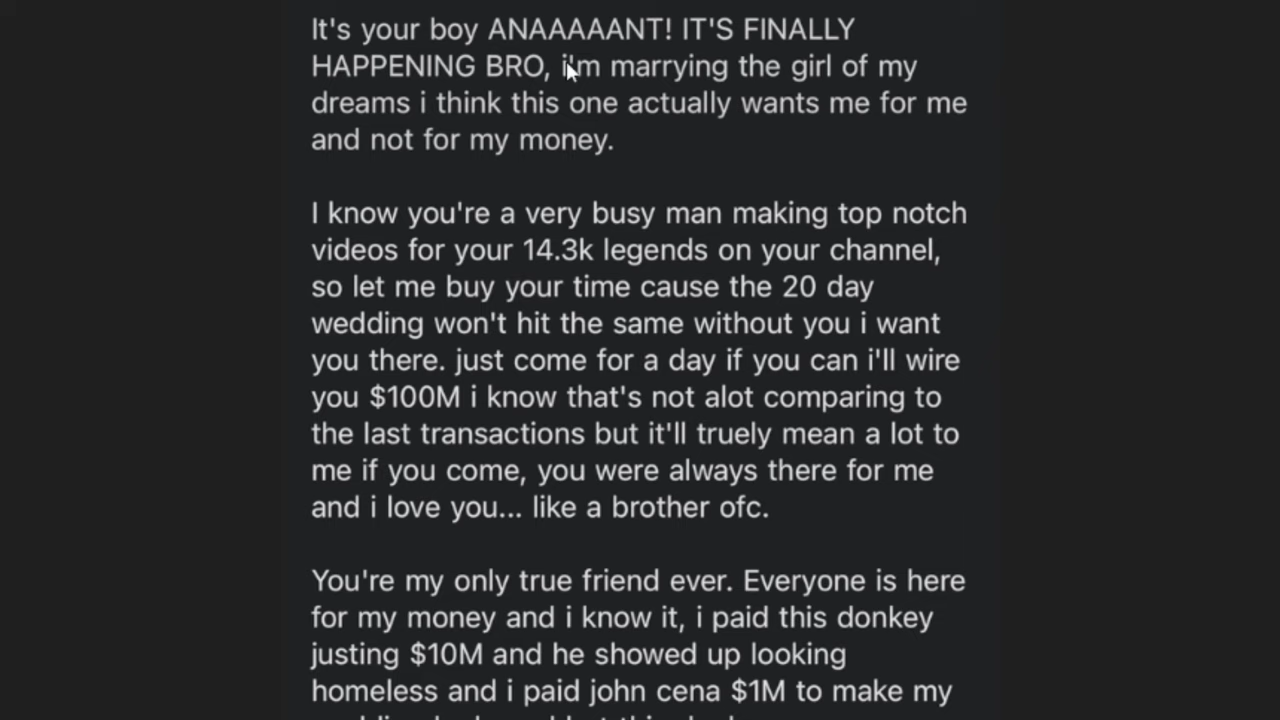 It's your boy ANAAAAANT! IT'S FINALLY
HAPPENING BRO, i'm marrying the girl of my
dreams i think this one actually wants me for me
and not for my money.
I know you're a very busy man making top notch
videos for your 14.3k legends on your channel,
so let me buy your time cause the 20 day
wedding won't hit the same without you i want
you there. just come for a day if you can i'll wire
you $100M i know that's not alot comparing to
the last transactions but it'll truely mean a lot to
me if you come, you were always there for me
and i love you... like a brother ofc.
You're my only true friend ever. Everyone is here
for my money and i know it, i paid this donkey
justing $10M and he showed up looking
homeless and i paid john cena $1M to make my